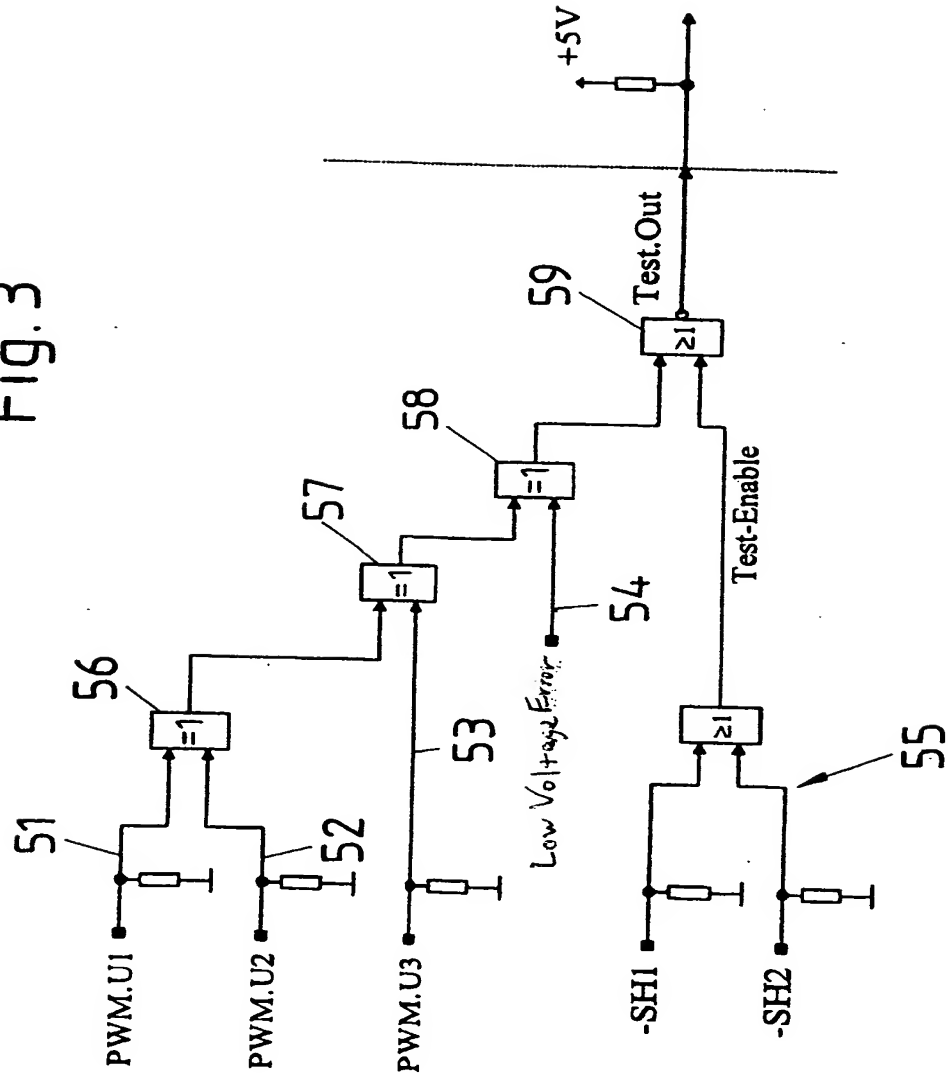 Fig. 3
PWM.U1
51
56
=1
PWM.U2
52
57
=1
PWM.U3
53
58
=1
Low Voltage Error
54
59
≥1
Test.Out
+5V
-SH1
≥1
Test-Enable
-SH2
55